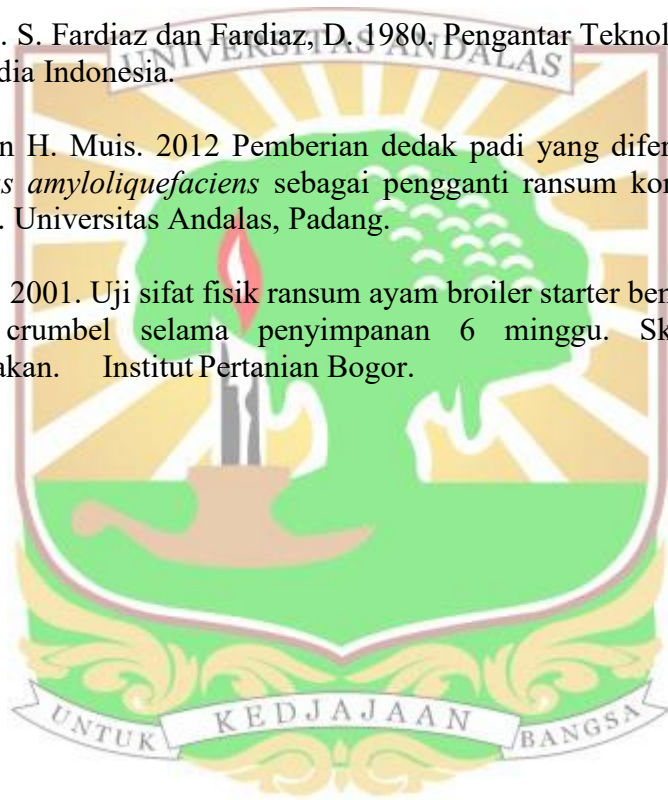 . S. Fardiaz dan Fardiaz, D. 1980. Pengantar Teknol
dia Indonesia.
UNIVERSITAS ANDALAS
n H. Muis. 2012 Pemberian dedak padi yang difer
as amyloliquefaciens sebagai pengganti ransum kor
. Universitas Andalas, Padang.
2001. Uji sifat fisik ransum ayam broiler starter ben
crumbel selama penyimpanan 6 minggu. Sk
akan. Institut Pertanian Bogor.
UNTUK KEDJAJAAN BANGSA